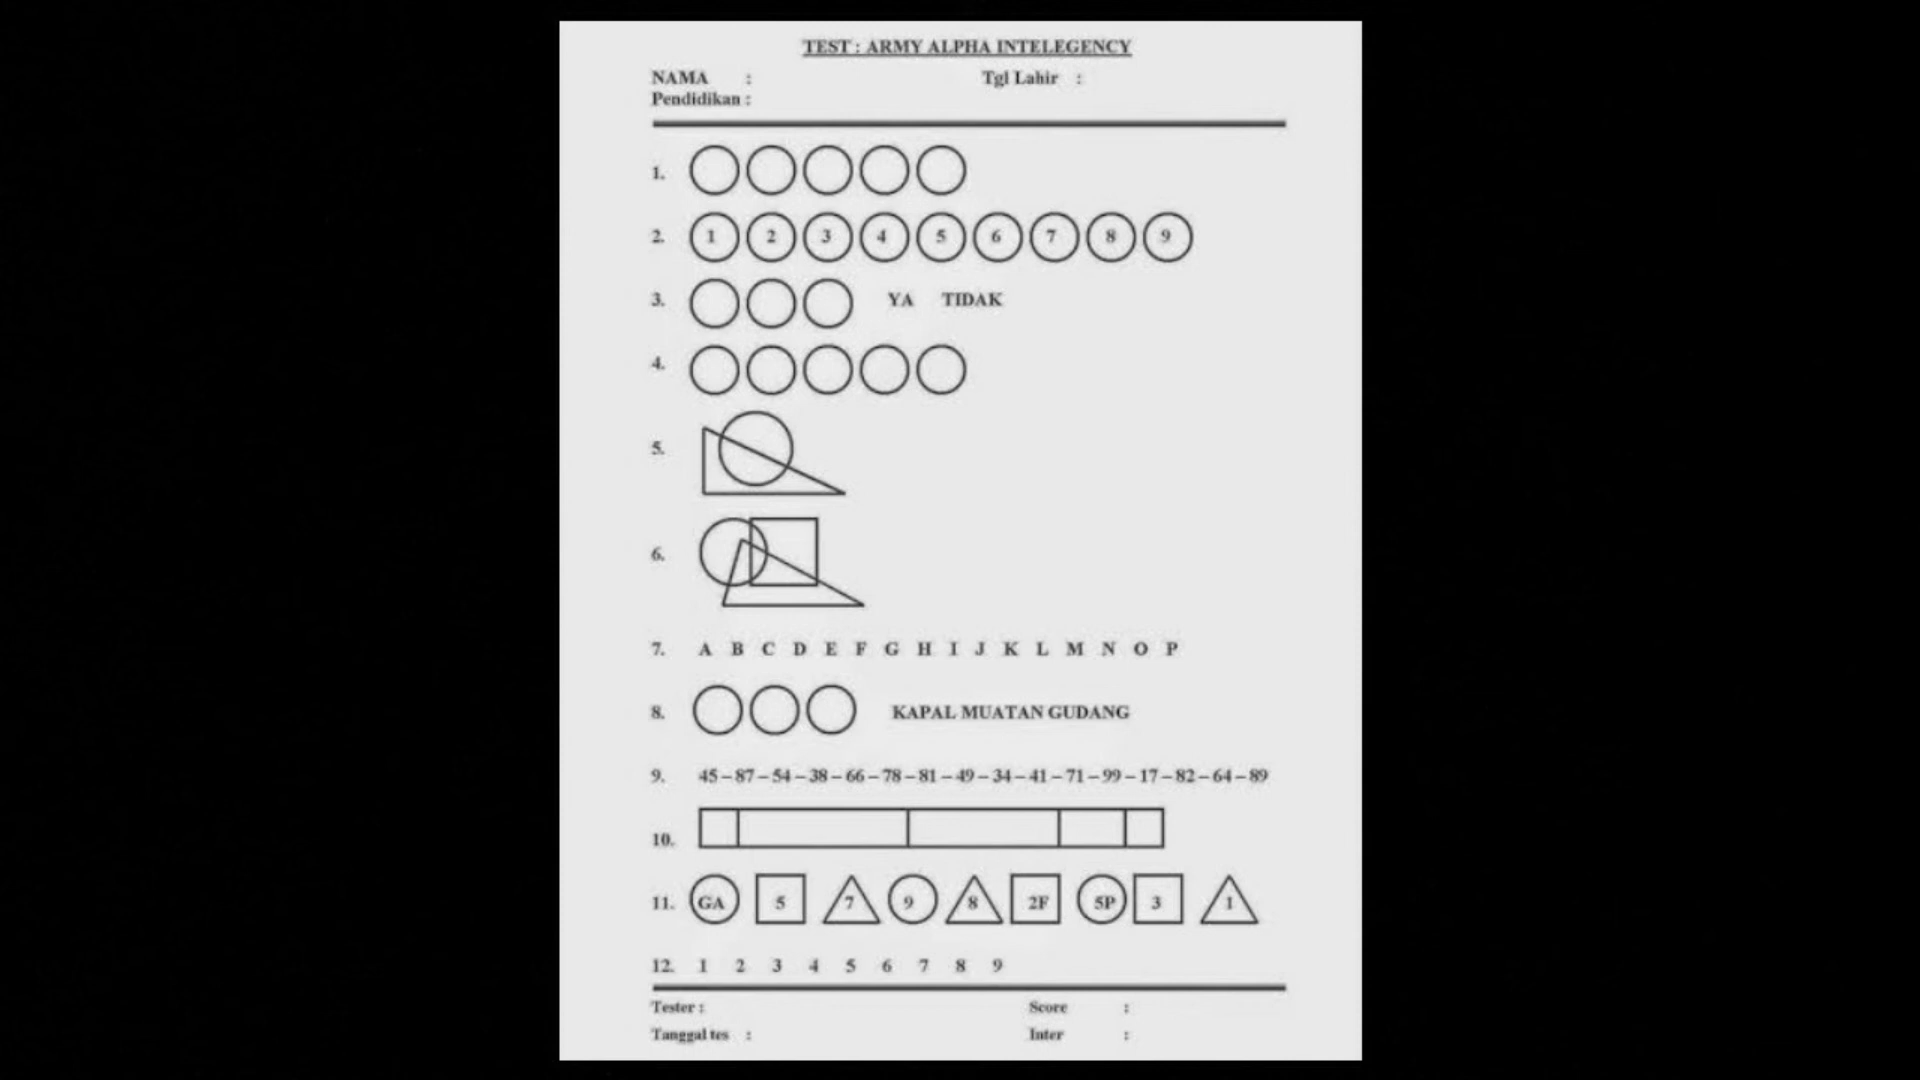 TEST : ARMY ALPHA INTELEGENCY
NAMA : Tgl Lahir :
Pendidikan :
1.
2. 1 2 3 4 5 6 7 8 9
3. YA TIDAK
4.
5.
6.
7. A B C D E F G H I J K L M N O P
8. KAPAL MUATAN GUDANG
9. 45 – 87 – 54 – 38 – 66 – 78 – 81 – 49 – 34 – 41 – 71 – 99 – 17 – 82 – 64 – 89
10.
11. GA 5 7 9 8 2F 5P 3 1
12. 1 2 3 4 5 6 7 8 9
Tester : Score :
Tanggal tes : Inter :